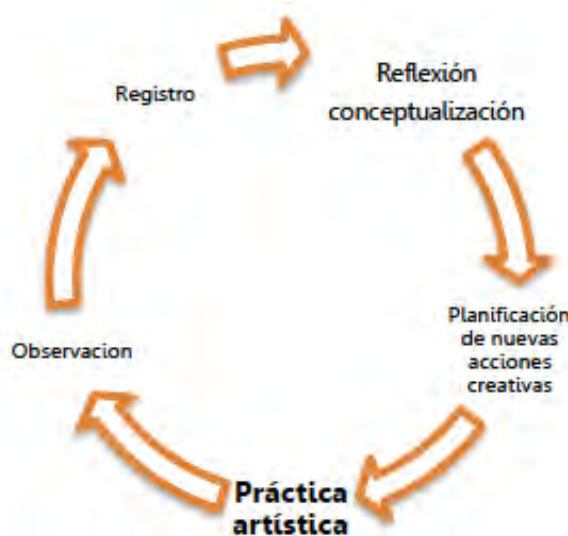 Registro
Reflexión
conceptualización
Planificación
de nuevas
acciones
creativas
Práctica
artística
Observacion